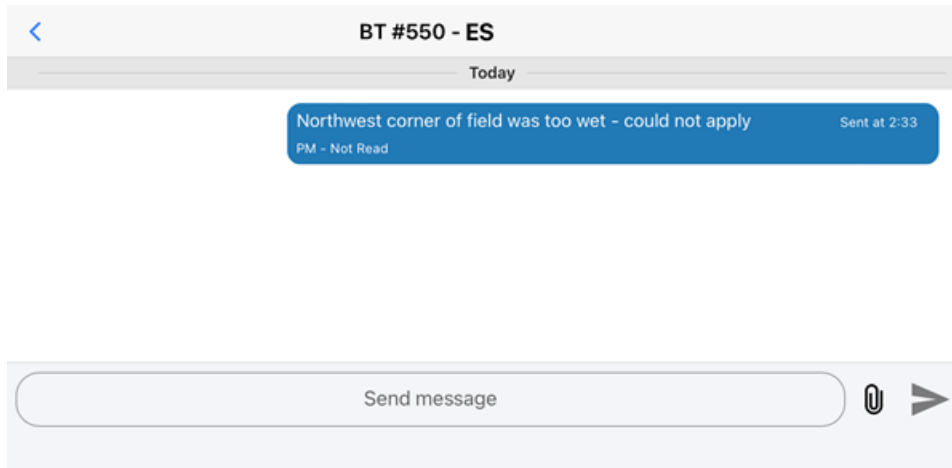 BT #550 - ES
Today
Northwest corner of field was too wet - could not apply Sent at 2:33
PM - Not Read
Send message